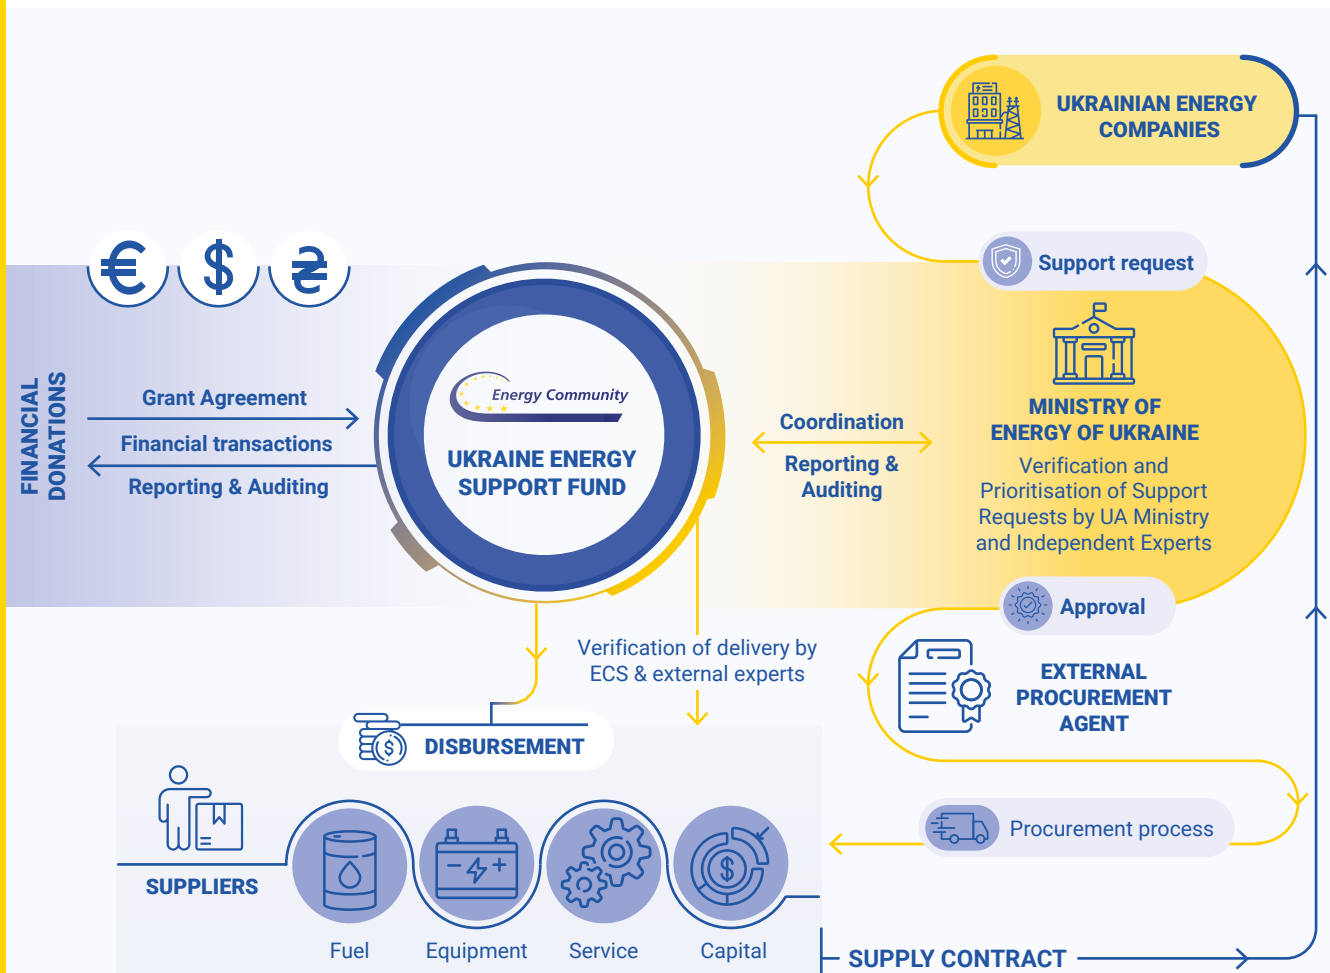 UKRAINIAN ENERGY
COMPANIES
€ $ ₴
Support request
FINANCIAL
DONATIONS
Grant Agreement
Financial transactions
Reporting & Auditing
Energy Community
UKRAINE ENERGY
SUPPORT FUND
Coordination
Reporting &
Auditing
MINISTRY OF
ENERGY OF UKRAINE
Verification and
Prioritisation of Support
Requests by UA Ministry
and Independent Experts
Approval
Verification of delivery by
ECS & external experts
EXTERNAL
PROCUREMENT
AGENT
$
DISBURSEMENT
Procurement process
SUPPLIERS
$
Fuel
Equipment
Service
Capital
SUPPLY CONTRACT